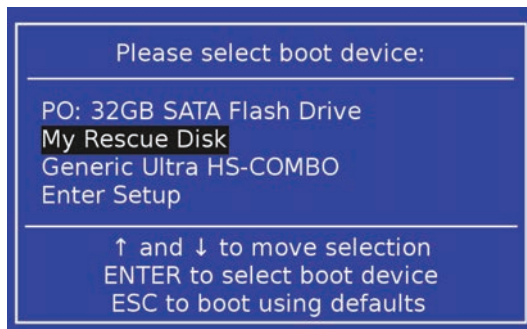 Please select boot device:
PO: 32GB SATA Flash Drive
My Rescue Disk
Generic Ultra HS-COMBO
Enter Setup
↑ and ↓ to move selection
ENTER to select boot device
ESC to boot using defaults